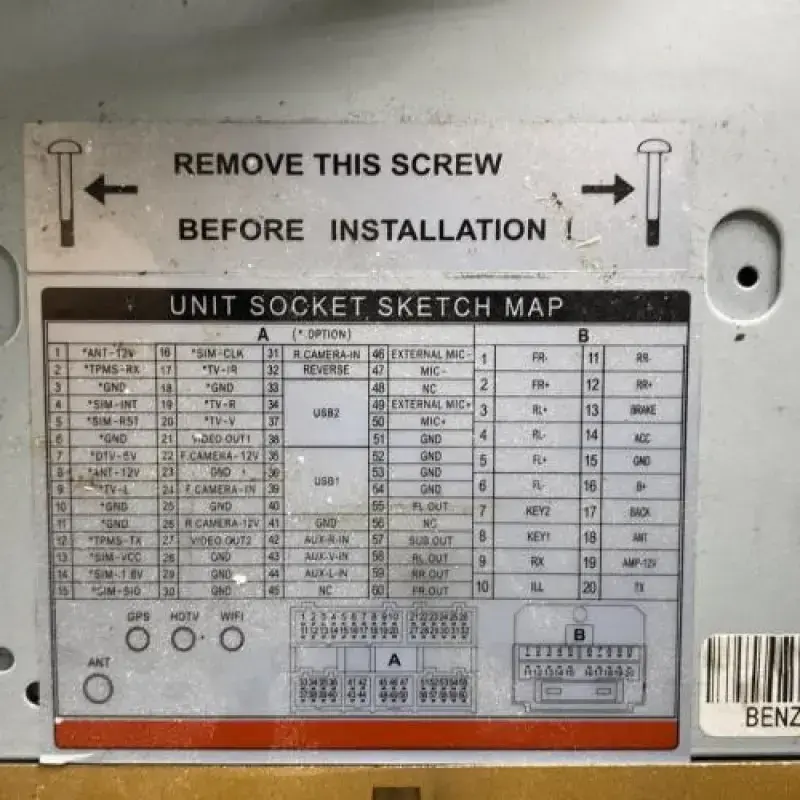 REMOVE THIS SCREW
BEFORE INSTALLATION !
UNIT SOCKET SKETCH MAP
A (*:OPTION) B
1 *ANT-12V 16 *SIM-CLK 31 R.CAMERA-IN 46 EXTERNAL MIC- 1 FR- 11 RR-
2 *TPMS-RX 17 *TV-IR 32 REVERSE 47 MIC- 2 FR+ 12 RR+
3 *GND 18 *GND 33 USB2 48 NC 3 RL+ 13 BRAKE
4 *SIM-INT 19 *TV-R 34 49 EXTERNAL MIC+ 4 RL- 14 ACC
5 *SIM-RST 20 *TV-V 37 50 MIC+ 5 FL+ 15 GND
6 *GND 21 VIDEO OUT1 38 51 GND 6 FL- 16 B+
7 *DTV-5V 22 F.CAMERA-12V USB1 52 GND 7 KEY2 17 BACK
8 *ANT-12V 23 GND 53 GND 8 KEY1 18 ANT
9 *TV-L 24 F.CAMERA-IN 39 54 GND 9 RX 19 AMP-12V
10 *GND 25 GND 40 55 FL.OUT 10 ILL 20 TX
11 *GND 26 R.CAMERA-12V 41 GND 56 NC
12 *TPMS-TX 27 VIDEO OUT2 42 AUX-R-IN 57 SUB.OUT
13 *SIM-VCC 28 GND 43 AUX-V-IN 58 RL.OUT
14 *SIM-1.8V 29 GND 44 AUX-L-IN 59 RR.OUT
15 *SIM-SIO 30 GND 45 NC 60 FR.OUT
GPS HDTV WIFI
ANT
A
B
BENZ